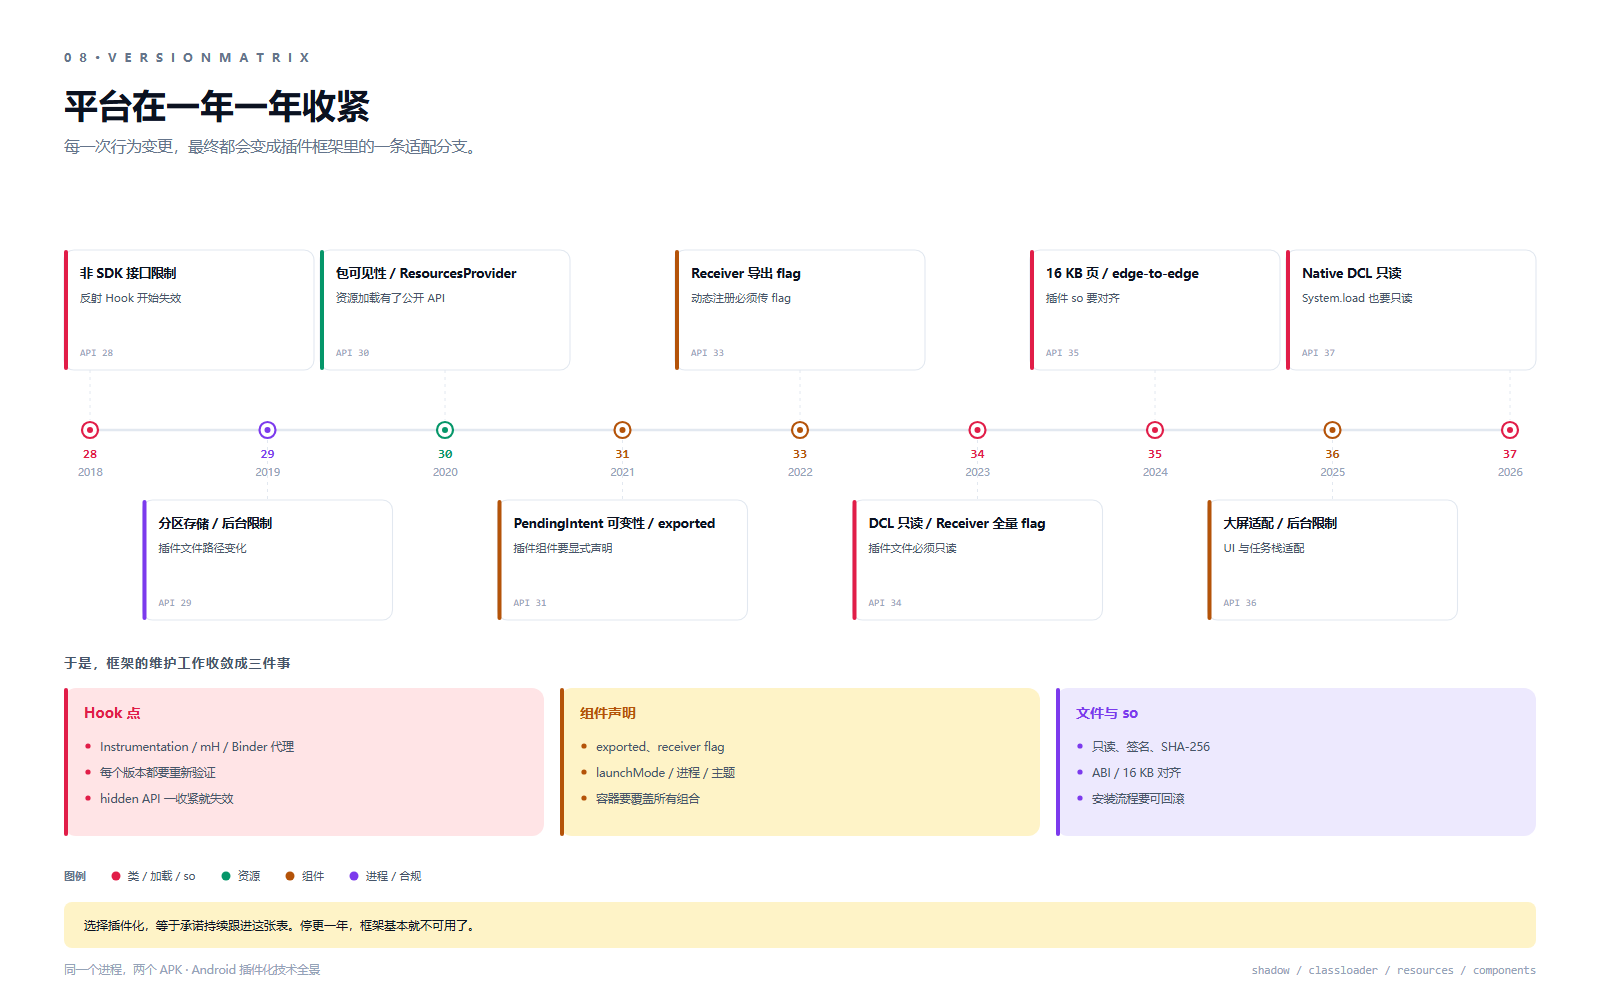 08·VERSIONMATRIX
平台在一年一年收紧
每一次行为变更，最终都会变成插件框架里的一条适配分支。
非 SDK 接口限制
反射 Hook 开始失效
API 28
包可见性 / ResourcesProvider
资源加载有了公开 API
API 30
Receiver 导出 flag
动态注册必须传 flag
API 33
16 KB 页 / edge-to-edge
插件 so 要对齐
API 35
Native DCL 只读
System.load 也要只读
API 37
28
2018
29
2019
30
2020
31
2021
33
2022
34
2023
35
2024
36
2025
37
2026
分区存储 / 后台限制
插件文件路径变化
API 29
PendingIntent 可变性 / exported
插件组件要显式声明
API 31
DCL 只读 / Receiver 全量 flag
插件文件必须只读
API 34
大屏适配 / 后台限制
UI 与任务栈适配
API 36
于是，框架的维护工作收敛成三件事
Hook 点
Instrumentation / mH / Binder 代理
每个版本都要重新验证
hidden API 一收紧就失效
组件声明
exported、receiver flag
launchMode / 进程 / 主题
容器要覆盖所有组合
文件与 so
只读、签名、SHA-256
ABI / 16 KB 对齐
安装流程要可回滚
图例
类 / 加载 / so
资源
组件
进程 / 合规
选择插件化，等于承诺持续跟进这张表。停更一年，框架基本就不可用了。
同一个进程，两个 APK · Android 插件化技术全景
shadow / classloader / resources / components